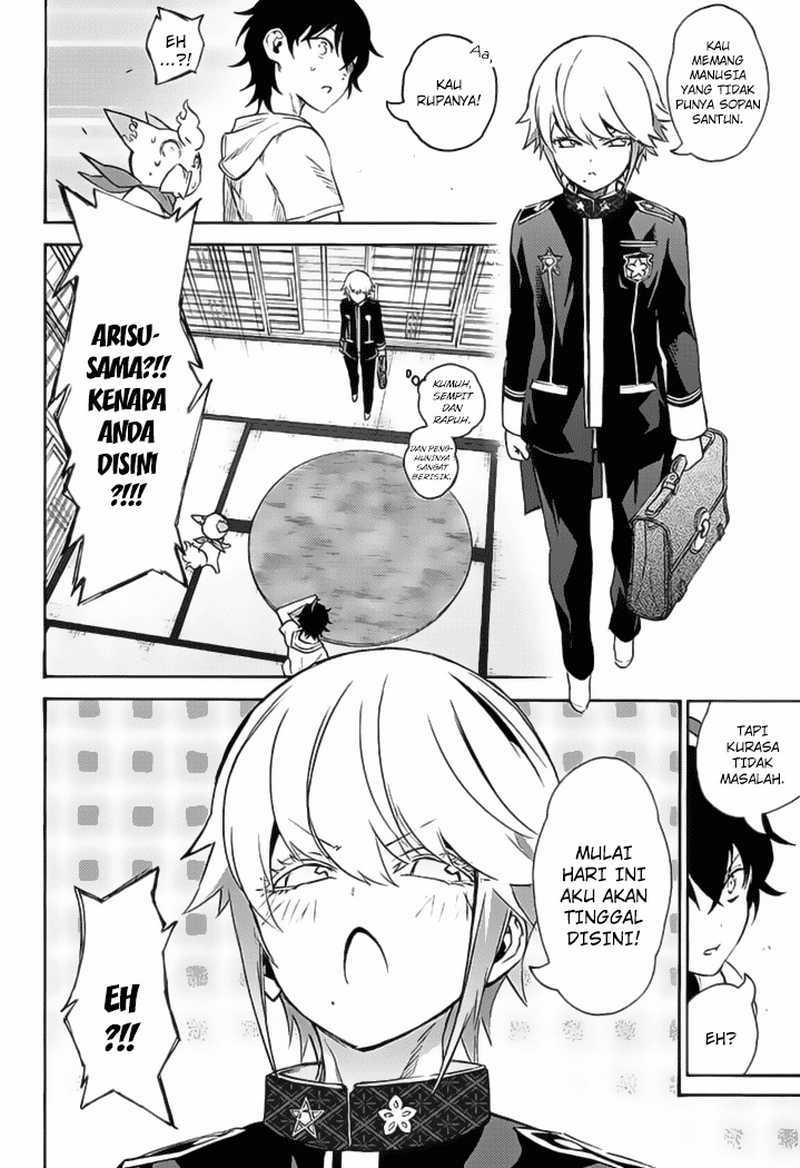 KAU
MEMANG
MANUSIA
YANG TIDAK
PUNYA SOPAN
SANTUN.
Aa,
KAU
RUPANYA!
EH
...?!
KUMUH,
SEMPIT
DAN
RAPUH.
DAN PENG-
HUNINYA
SANGAT
BERISIK.
ARISU-
SAMA?!!
KENAPA
ANDA
DISINI
?!!!
TAPI
KURASA
TIDAK
MASALAH.
EH?
MULAI
HARI INI
AKU AKAN
TINGGAL
DISINI!
EH
?!!